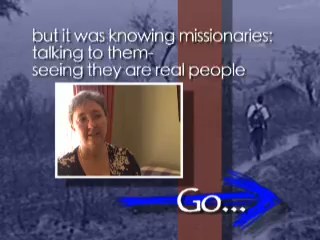 but it was knowing missionaries:
talking to them-
seeing they are real people
Go...